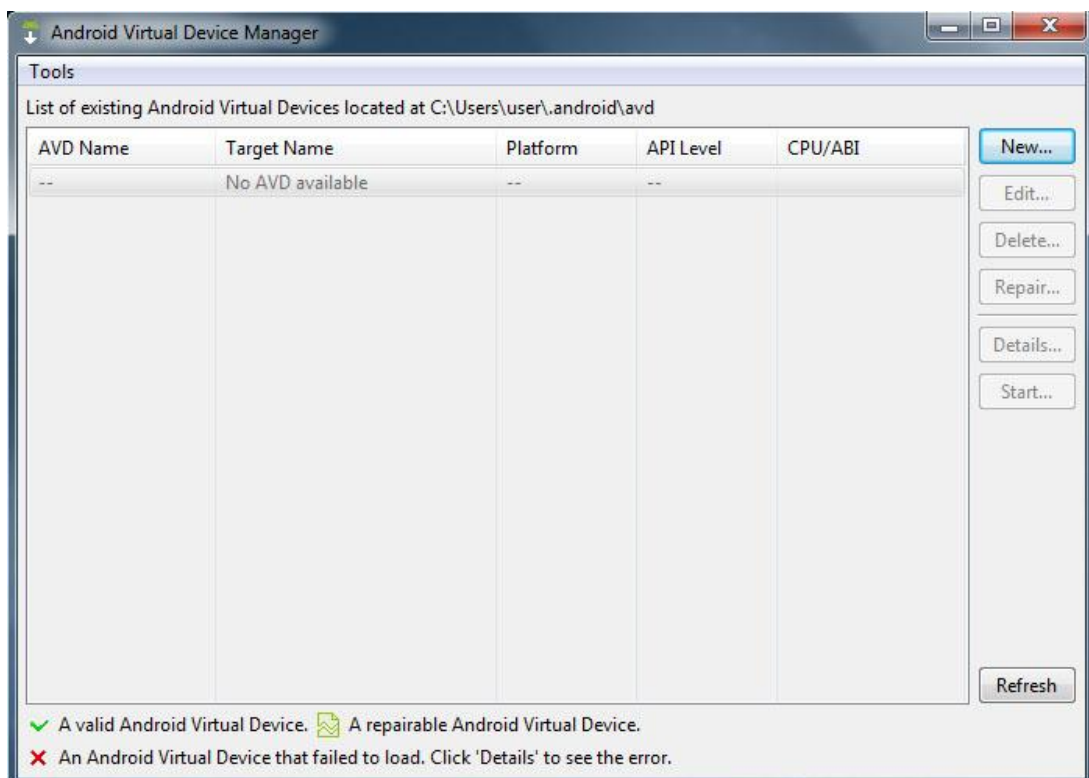 Android Virtual Device Manager
Tools
List of existing Android Virtual Devices located at C:\Users\user\.android\avd
AVD Name Target Name Platform API Level CPU/ABI
-- No AVD available -- --
New...
Edit...
Delete...
Repair...
Details...
Start...
Refresh
A valid Android Virtual Device. A repairable Android Virtual Device.
An Android Virtual Device that failed to load. Click 'Details' to see the error.